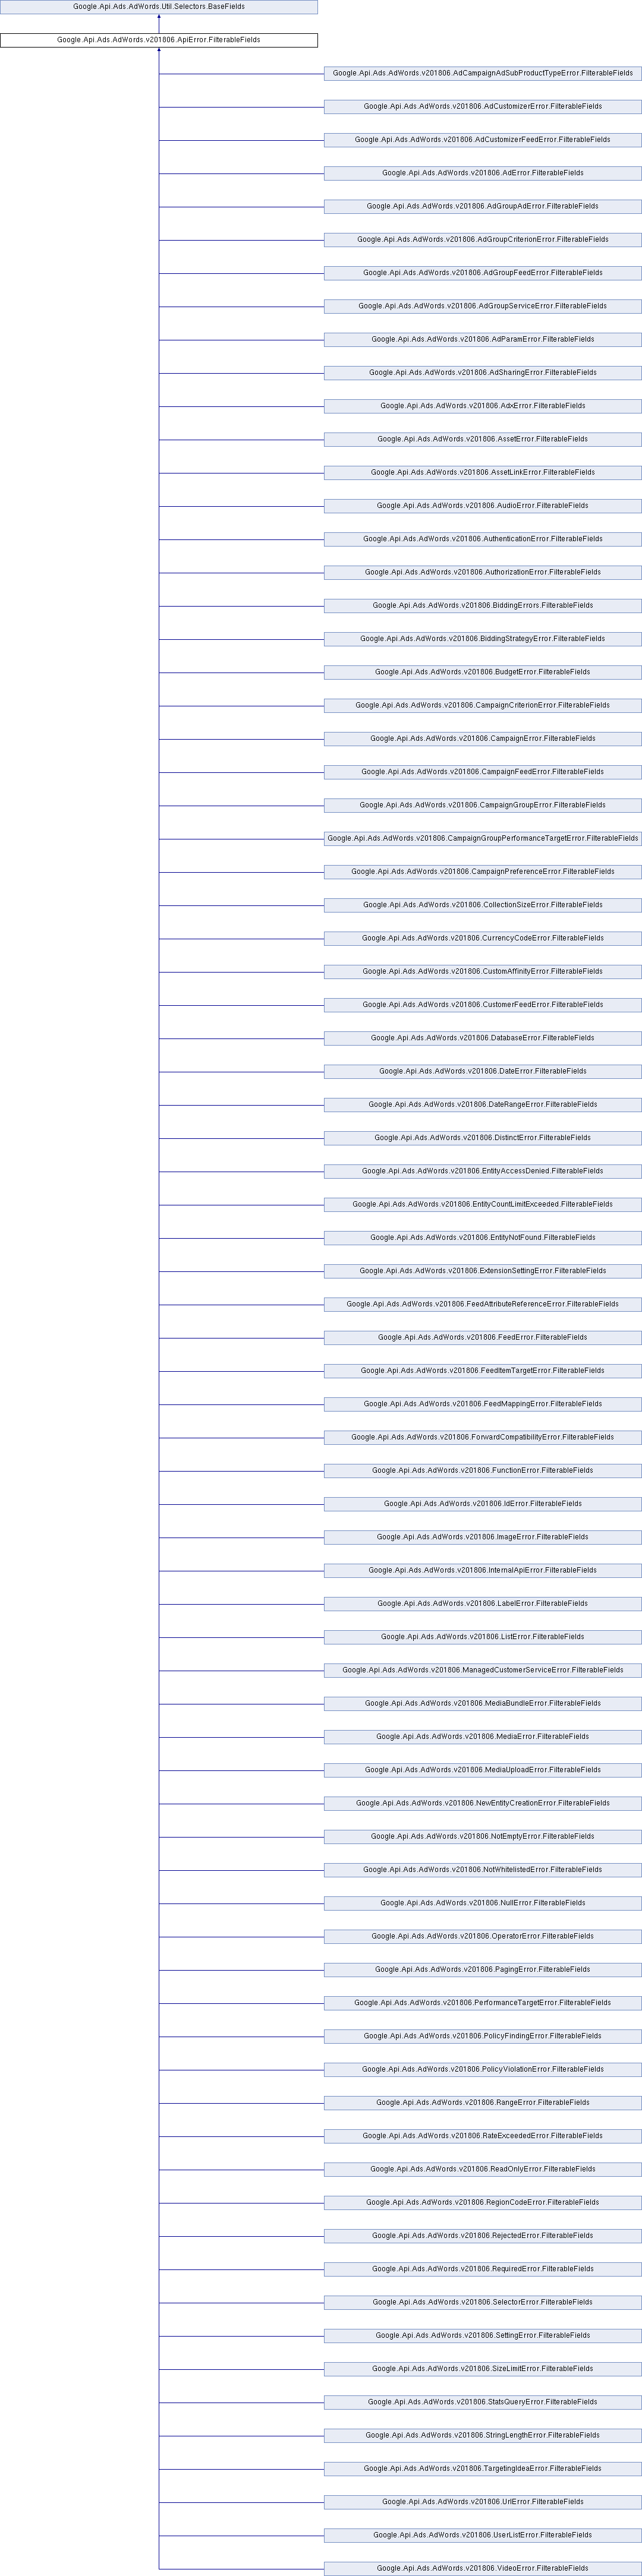 Google.Api.Ads.AdWords.Util.Selectors.BaseFields
Google.Api.Ads.AdWords.v201806.ApiError.FilterableFields
Google.Api.Ads.AdWords.v201806.AdCampaignAdSubProductTypeError.FilterableFields
Google.Api.Ads.AdWords.v201806.AdCustomizerError.FilterableFields
Google.Api.Ads.AdWords.v201806.AdCustomizerFeedError.FilterableFields
Google.Api.Ads.AdWords.v201806.AdError.FilterableFields
Google.Api.Ads.AdWords.v201806.AdGroupAdError.FilterableFields
Google.Api.Ads.AdWords.v201806.AdGroupCriterionError.FilterableFields
Google.Api.Ads.AdWords.v201806.AdGroupFeedError.FilterableFields
Google.Api.Ads.AdWords.v201806.AdGroupServiceError.FilterableFields
Google.Api.Ads.AdWords.v201806.AdParamError.FilterableFields
Google.Api.Ads.AdWords.v201806.AdSharingError.FilterableFields
Google.Api.Ads.AdWords.v201806.AdxError.FilterableFields
Google.Api.Ads.AdWords.v201806.AssetError.FilterableFields
Google.Api.Ads.AdWords.v201806.AssetLinkError.FilterableFields
Google.Api.Ads.AdWords.v201806.AudioError.FilterableFields
Google.Api.Ads.AdWords.v201806.AuthenticationError.FilterableFields
Google.Api.Ads.AdWords.v201806.AuthorizationError.FilterableFields
Google.Api.Ads.AdWords.v201806.BiddingErrors.FilterableFields
Google.Api.Ads.AdWords.v201806.BiddingStrategyError.FilterableFields
Google.Api.Ads.AdWords.v201806.BudgetError.FilterableFields
Google.Api.Ads.AdWords.v201806.CampaignCriterionError.FilterableFields
Google.Api.Ads.AdWords.v201806.CampaignError.FilterableFields
Google.Api.Ads.AdWords.v201806.CampaignFeedError.FilterableFields
Google.Api.Ads.AdWords.v201806.CampaignGroupError.FilterableFields
Google.Api.Ads.AdWords.v201806.CampaignGroupPerformanceTargetError.FilterableFields
Google.Api.Ads.AdWords.v201806.CampaignPreferenceError.FilterableFields
Google.Api.Ads.AdWords.v201806.CollectionSizeError.FilterableFields
Google.Api.Ads.AdWords.v201806.CurrencyCodeError.FilterableFields
Google.Api.Ads.AdWords.v201806.CustomAffinityError.FilterableFields
Google.Api.Ads.AdWords.v201806.CustomerFeedError.FilterableFields
Google.Api.Ads.AdWords.v201806.DatabaseError.FilterableFields
Google.Api.Ads.AdWords.v201806.DateError.FilterableFields
Google.Api.Ads.AdWords.v201806.DateRangeError.FilterableFields
Google.Api.Ads.AdWords.v201806.DistinctError.FilterableFields
Google.Api.Ads.AdWords.v201806.EntityAccessDenied.FilterableFields
Google.Api.Ads.AdWords.v201806.EntityCountLimitExceeded.FilterableFields
Google.Api.Ads.AdWords.v201806.EntityNotFound.FilterableFields
Google.Api.Ads.AdWords.v201806.ExtensionSettingError.FilterableFields
Google.Api.Ads.AdWords.v201806.FeedAttributeReferenceError.FilterableFields
Google.Api.Ads.AdWords.v201806.FeedError.FilterableFields
Google.Api.Ads.AdWords.v201806.FeedItemTargetError.FilterableFields
Google.Api.Ads.AdWords.v201806.FeedMappingError.FilterableFields
Google.Api.Ads.AdWords.v201806.ForwardCompatibilityError.FilterableFields
Google.Api.Ads.AdWords.v201806.FunctionError.FilterableFields
Google.Api.Ads.AdWords.v201806.IdError.FilterableFields
Google.Api.Ads.AdWords.v201806.ImageError.FilterableFields
Google.Api.Ads.AdWords.v201806.InternalApiError.FilterableFields
Google.Api.Ads.AdWords.v201806.LabelError.FilterableFields
Google.Api.Ads.AdWords.v201806.ListError.FilterableFields
Google.Api.Ads.AdWords.v201806.ManagedCustomerServiceError.FilterableFields
Google.Api.Ads.AdWords.v201806.MediaBundleError.FilterableFields
Google.Api.Ads.AdWords.v201806.MediaError.FilterableFields
Google.Api.Ads.AdWords.v201806.MediaUploadError.FilterableFields
Google.Api.Ads.AdWords.v201806.NewEntityCreationError.FilterableFields
Google.Api.Ads.AdWords.v201806.NotEmptyError.FilterableFields
Google.Api.Ads.AdWords.v201806.NotWhitelistedError.FilterableFields
Google.Api.Ads.AdWords.v201806.NullError.FilterableFields
Google.Api.Ads.AdWords.v201806.OperatorError.FilterableFields
Google.Api.Ads.AdWords.v201806.PagingError.FilterableFields
Google.Api.Ads.AdWords.v201806.PerformanceTargetError.FilterableFields
Google.Api.Ads.AdWords.v201806.PolicyFindingError.FilterableFields
Google.Api.Ads.AdWords.v201806.PolicyViolationError.FilterableFields
Google.Api.Ads.AdWords.v201806.RangeError.FilterableFields
Google.Api.Ads.AdWords.v201806.RateExceededError.FilterableFields
Google.Api.Ads.AdWords.v201806.ReadOnlyError.FilterableFields
Google.Api.Ads.AdWords.v201806.RegionCodeError.FilterableFields
Google.Api.Ads.AdWords.v201806.RejectedError.FilterableFields
Google.Api.Ads.AdWords.v201806.RequiredError.FilterableFields
Google.Api.Ads.AdWords.v201806.SelectorError.FilterableFields
Google.Api.Ads.AdWords.v201806.SettingError.FilterableFields
Google.Api.Ads.AdWords.v201806.SizeLimitError.FilterableFields
Google.Api.Ads.AdWords.v201806.StatsQueryError.FilterableFields
Google.Api.Ads.AdWords.v201806.StringLengthError.FilterableFields
Google.Api.Ads.AdWords.v201806.TargetingIdeaError.FilterableFields
Google.Api.Ads.AdWords.v201806.UrlError.FilterableFields
Google.Api.Ads.AdWords.v201806.UserListError.FilterableFields
Google.Api.Ads.AdWords.v201806.VideoError.FilterableFields